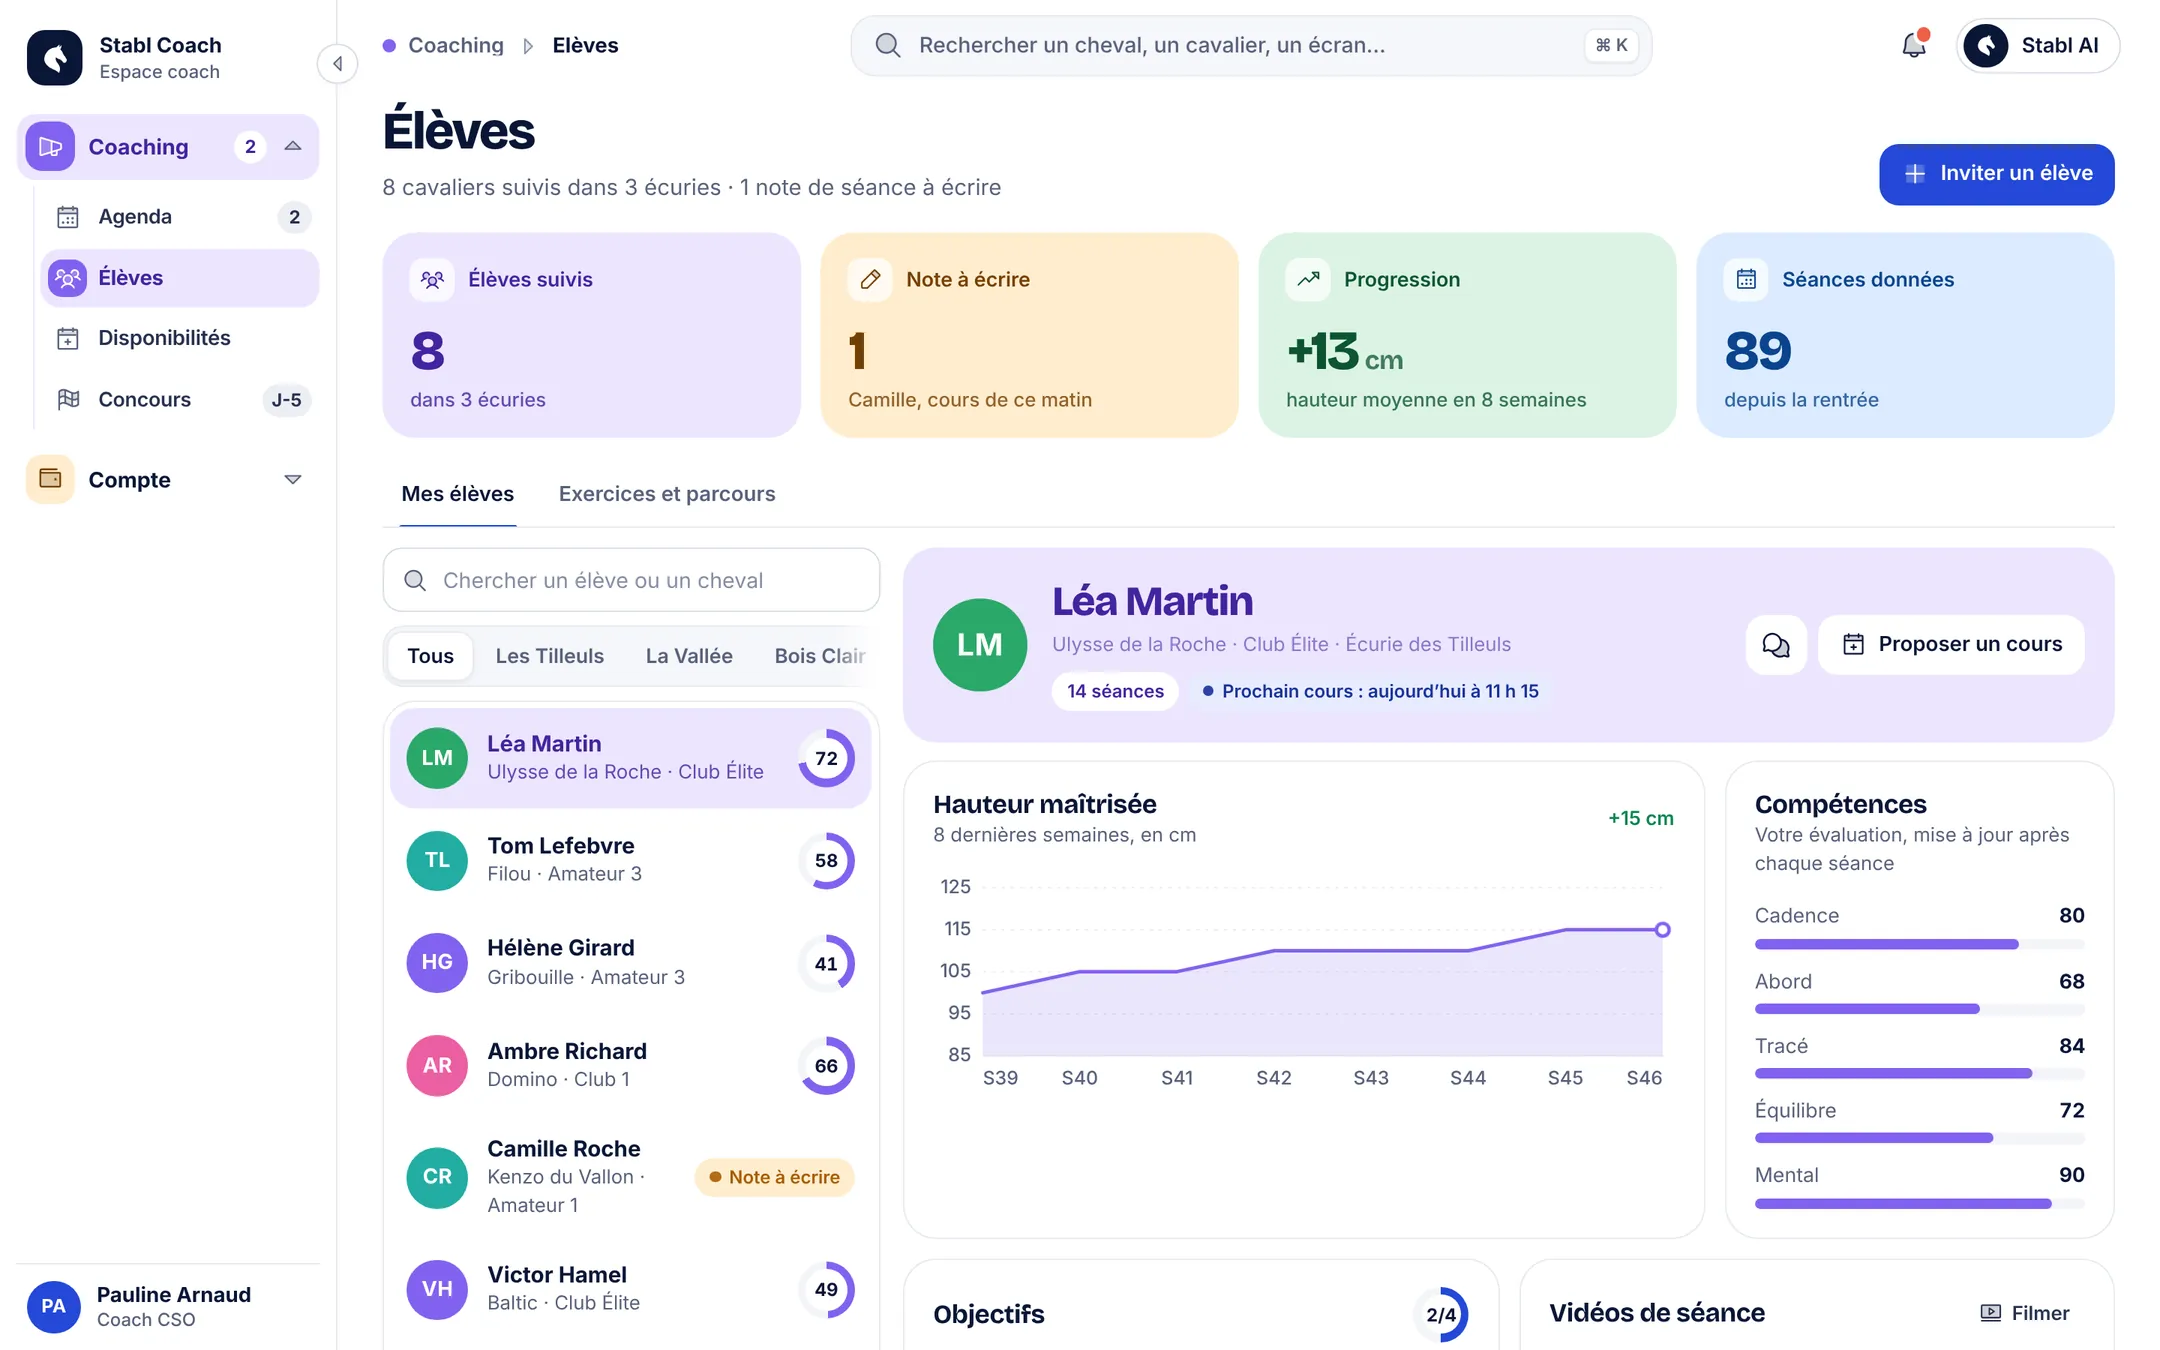 Stabl Coach
Espace coach
Coaching
2
Agenda
2
Élèves
Disponibilités
Concours
J-5
Compte
PA
Pauline Arnaud
Coach CSO
Coaching
Elèves
Rechercher un cheval, un cavalier, un écran...
⌘ K
Stabl AI
Élèves
8 cavaliers suivis dans 3 écuries · 1 note de séance à écrire
Inviter un élève
Élèves suivis
8
dans 3 écuries
Note à écrire
1
Camille, cours de ce matin
Progression
+13 cm
hauteur moyenne en 8 semaines
Séances données
89
depuis la rentrée
Mes élèves
Exercices et parcours
Chercher un élève ou un cheval
Tous
Les Tilleuls
La Vallée
Bois Clair
LM
Léa Martin
Ulysse de la Roche · Club Élite
72
TL
Tom Lefebvre
Filou · Amateur 3
58
HG
Hélène Girard
Gribouille · Amateur 3
41
AR
Ambre Richard
Domino · Club 1
66
CR
Camille Roche
Kenzo du Vallon ·
Amateur 1
Note à écrire
VH
Victor Hamel
Baltic · Club Élite
49
LM
Léa Martin
Ulysse de la Roche · Club Élite · Écurie des Tilleuls
14 séances
Prochain cours : aujourd’hui à 11 h 15
Proposer un cours
Hauteur maîtrisée
8 dernières semaines, en cm
+15 cm
125
115
105
95
85
S39 S40 S41 S42 S43 S44 S45 S46
Compétences
Votre évaluation, mise à jour après
chaque séance
Cadence 80
Abord 68
Tracé 84
Équilibre 72
Mental 90
Objectifs
2/4
Vidéos de séance
Filmer